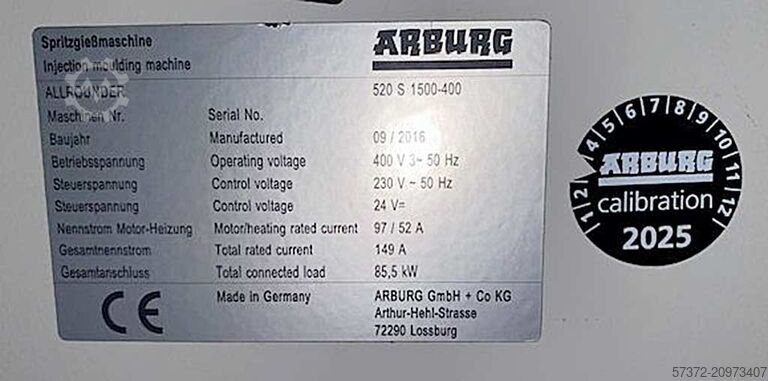 Spritzgießmaschine
Injection moulding machine
ARBURG
ALLROUNDER 520 S 1500-400
Maschinen Nr. Serial No.
Baujahr Manufactured 09 / 2016
Betriebsspannung Operating voltage 400 V 3~ 50 Hz
Steuerspannung Control voltage 230 V ~ 50 Hz
Steuerspannung Control voltage 24 V=
Nennstrom Motor-Heizung Motor/heating rated current 97 / 52 A
Gesamtnennstrom Total rated current 149 A
Gesamtanschluss Total connected load 85,5 kW
CE
Made in Germany ARBURG GmbH + Co KG
Arthur-Hehl-Strasse
72290 Lossburg
1 2 4 5 6 7 8 9 10 11 12
ARBURG
calibration
2025
57372-20973407